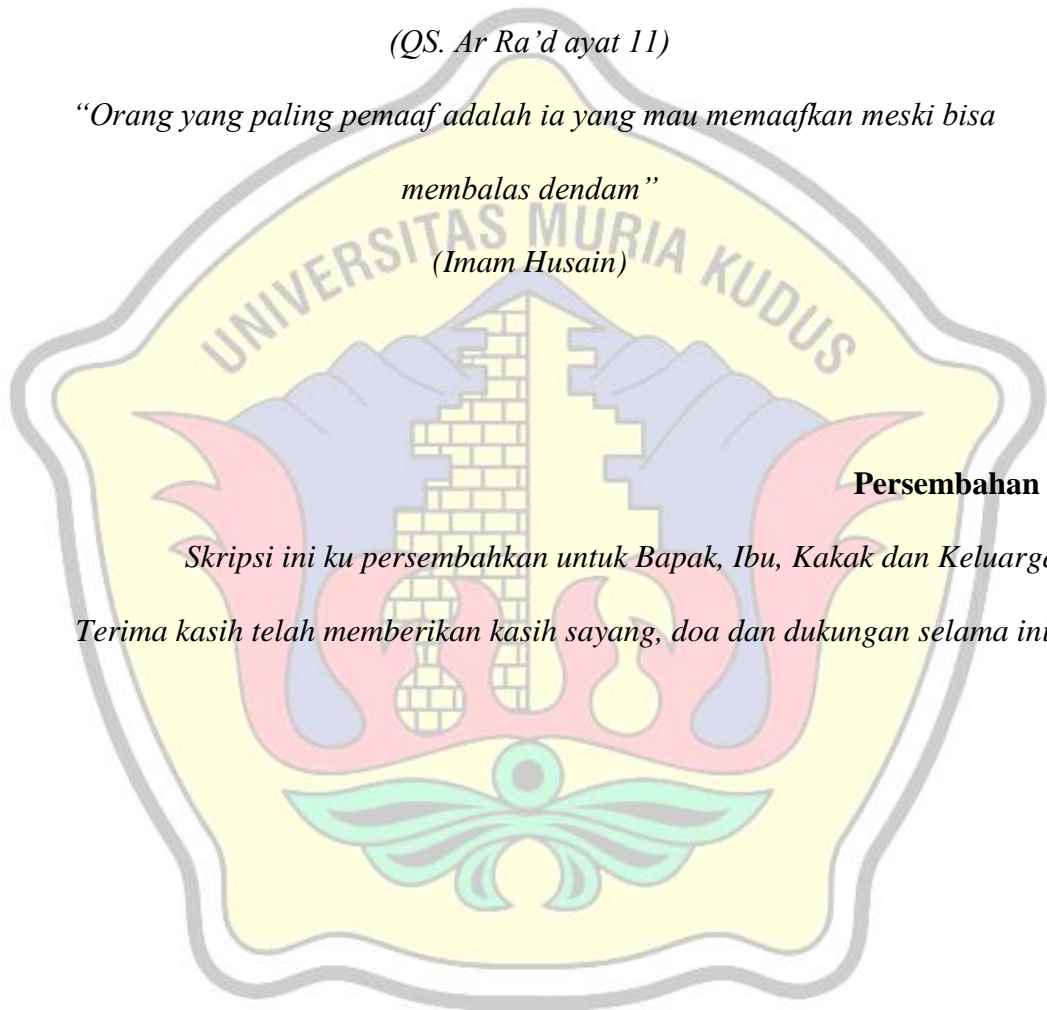 (QS. Ar Ra’d ayat 11)
“Orang yang paling pemaaf adalah ia yang mau memaafkan meski bisa
membalas dendam”
UNIVERSITAS MURIA KUDUS
(Imam Husain)
Persembahan
Skripsi ini ku persembahkan untuk Bapak, Ibu, Kakak dan
Terima kasih telah memberikan kasih sayang, doa dan dukungan selama ini